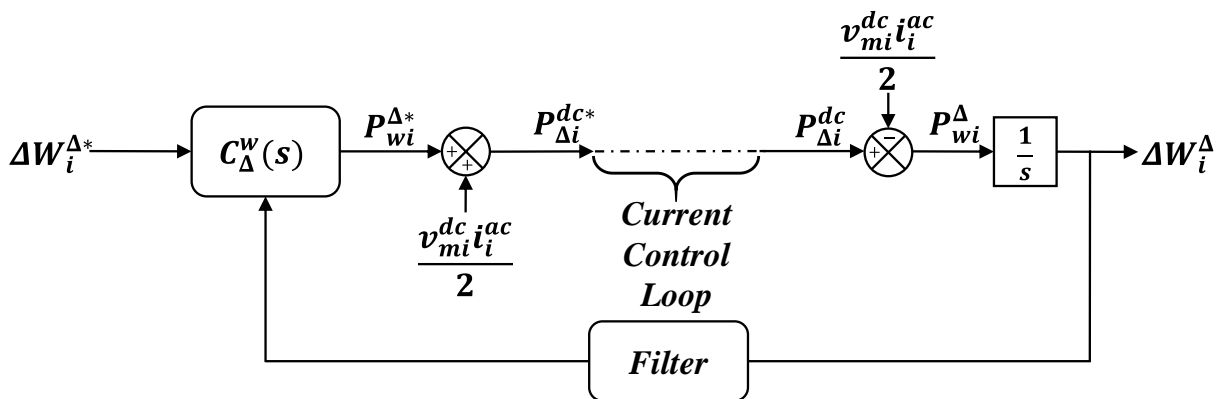 v_{mi}^{dc} i_i^{ac}
2
ΔW_i^{Δ*}
C_Δ^w(s)
P_{wi}^{Δ*}
+
+
P_{Δi}^{dc*}
P_{Δi}^{dc}
+
−
P_{wi}^Δ
1
s
ΔW_i^Δ
v_{mi}^{dc} i_i^{ac}
2
Current
Control
Loop
Filter